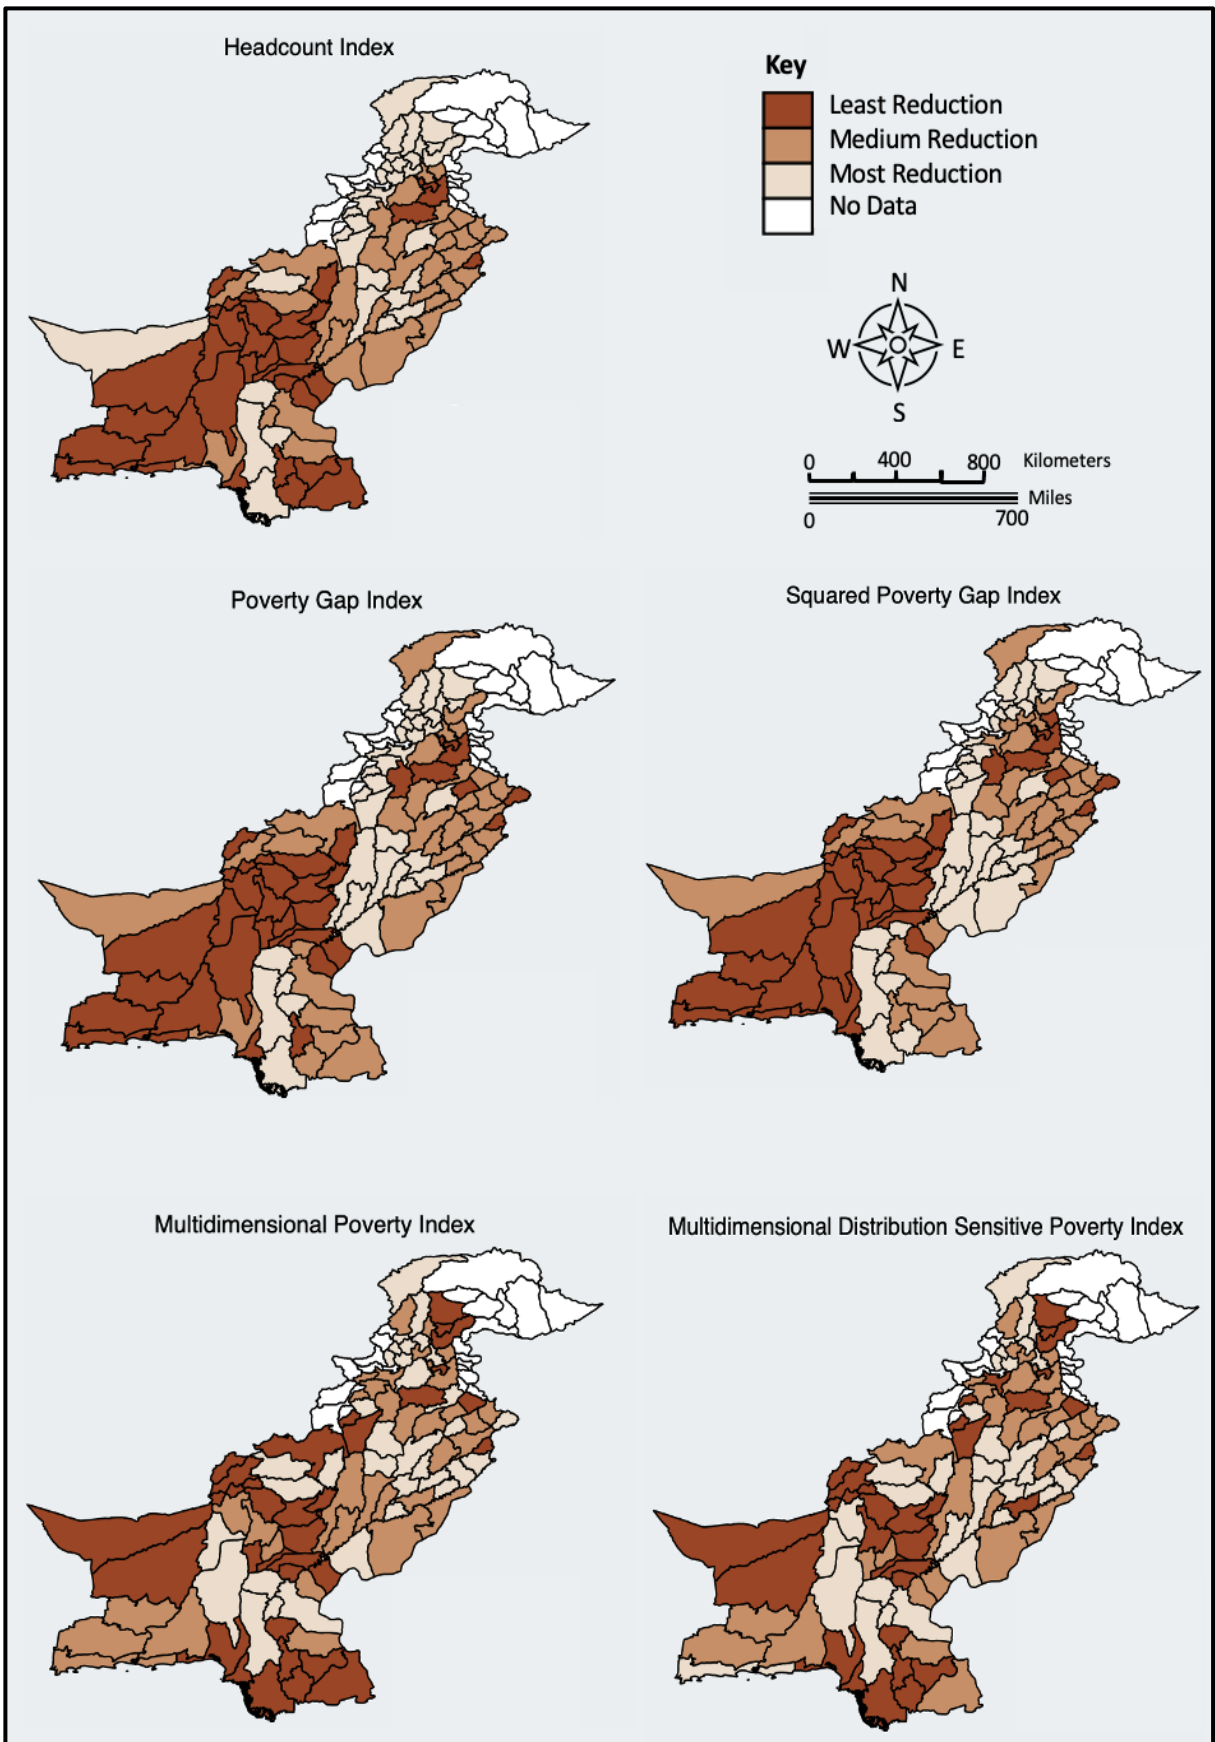 Headcount Index
Key
Least Reduction
Medium Reduction
Most Reduction
No Data
N
W E
S
0 400 800 Kilometers
Miles
0 700
Poverty Gap Index
Squared Poverty Gap Index
Multidimensional Poverty Index
Multidimensional Distribution Sensitive Poverty Index